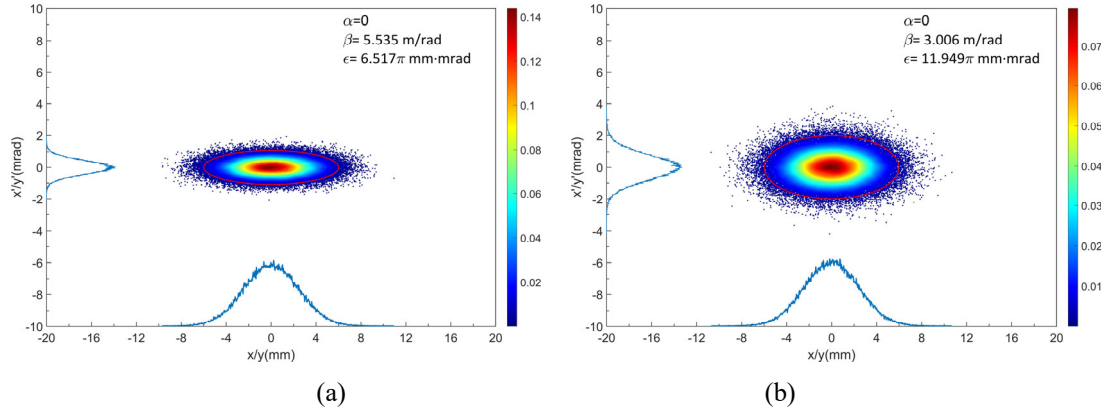 α=0
β= 5.535 m/rad
ϵ= 6.517π mm·mrad
10
8
6
4
2
0
-2
-4
-6
-8
-10
x/y'(mrad)
-20 -16 -12 -8 -4 0 4 8 12 16 20
x/y(mm)
0.14
0.12
0.1
0.08
0.06
0.04
0.02
(a)
α=0
β= 3.006 m/rad
ϵ= 11.949π mm·mrad
10
8
6
4
2
0
-2
-4
-6
-8
-10
x/y'(mrad)
-20 -16 -12 -8 -4 0 4 8 12 16 20
x/y(mm)
0.07
0.06
0.05
0.04
0.03
0.02
0.01
(b)